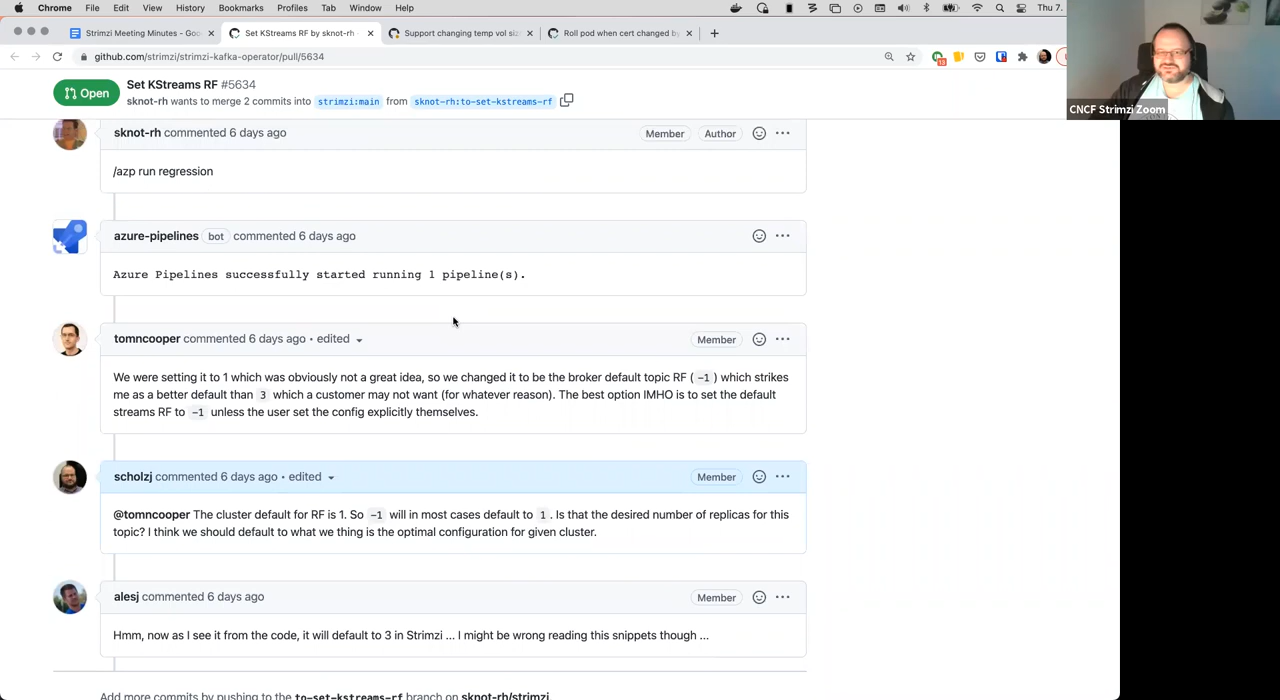 Chrome File Edit View History Bookmarks Profiles Tab Window Help Thu 7.
Strimzi Meeting Minutes - Goo
Set KStreams RF by sknot-rh
Support changing temp vol siz
Roll pod when cert changed by
github.com/strimzi/strimzi-kafka-operator/pull/5634
13
Open
Set KStreams RF #5634
sknot-rh wants to merge 2 commits into strimzi:main from sknot-rh:to-set-kstreams-rf
CNCF Strimzi Zoom
sknot-rh commented 6 days ago Member Author
/azp run regression
azure-pipelines bot commented 6 days ago
Azure Pipelines successfully started running 1 pipeline(s).
tomncooper commented 6 days ago • edited Member
We were setting it to 1 which was obviously not a great idea, so we changed it to be the broker default topic RF ( -1 ) which strikes
me as a better default than 3 which a customer may not want (for whatever reason). The best option IMHO is to set the default
streams RF to -1 unless the user set the config explicitly themselves.
scholzj commented 6 days ago • edited Member
@tomncooper The cluster default for RF is 1. So -1 will in most cases default to 1 . Is that the desired number of replicas for this
topic? I think we should default to what we thing is the optimal configuration for given cluster.
alesj commented 6 days ago Member
Hmm, now as I see it from the code, it will default to 3 in Strimzi ... I might be wrong reading this snippets though ...
Add more commits by pushing to the to-set-kstreams-rf branch on sknot-rh/strimzi.